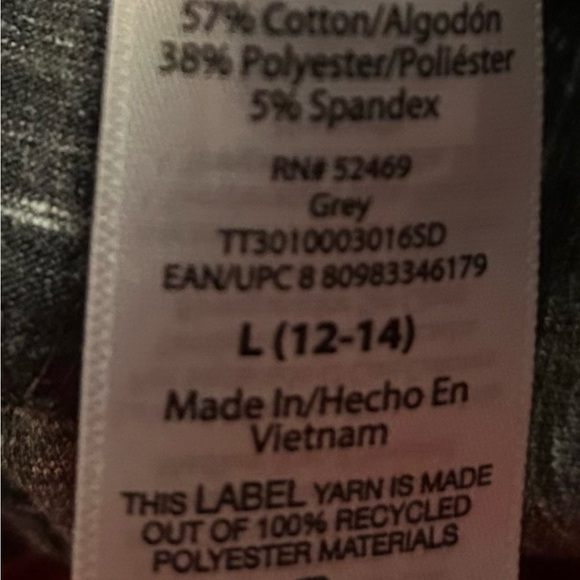 57% Cotton/Algodón
38% Polyester/Poliéster
5% Spandex
RN# 52469
Grey
TT3010003016SD
EAN/UPC 8 80983346179
L (12-14)
Made In/Hecho En
Vietnam
THIS LABEL YARN IS MADE
OUT OF 100% RECYCLED
POLYESTER MATERIALS